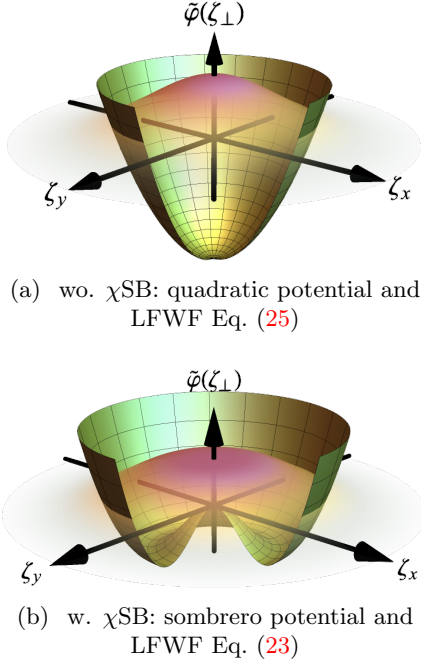 φ̃(ζ⊥)
ζy
ζx
(a) wo. χSB: quadratic potential and
LFWF Eq. (25)
φ̃(ζ⊥)
ζy
ζx
(b) w. χSB: sombrero potential and
LFWF Eq. (23)